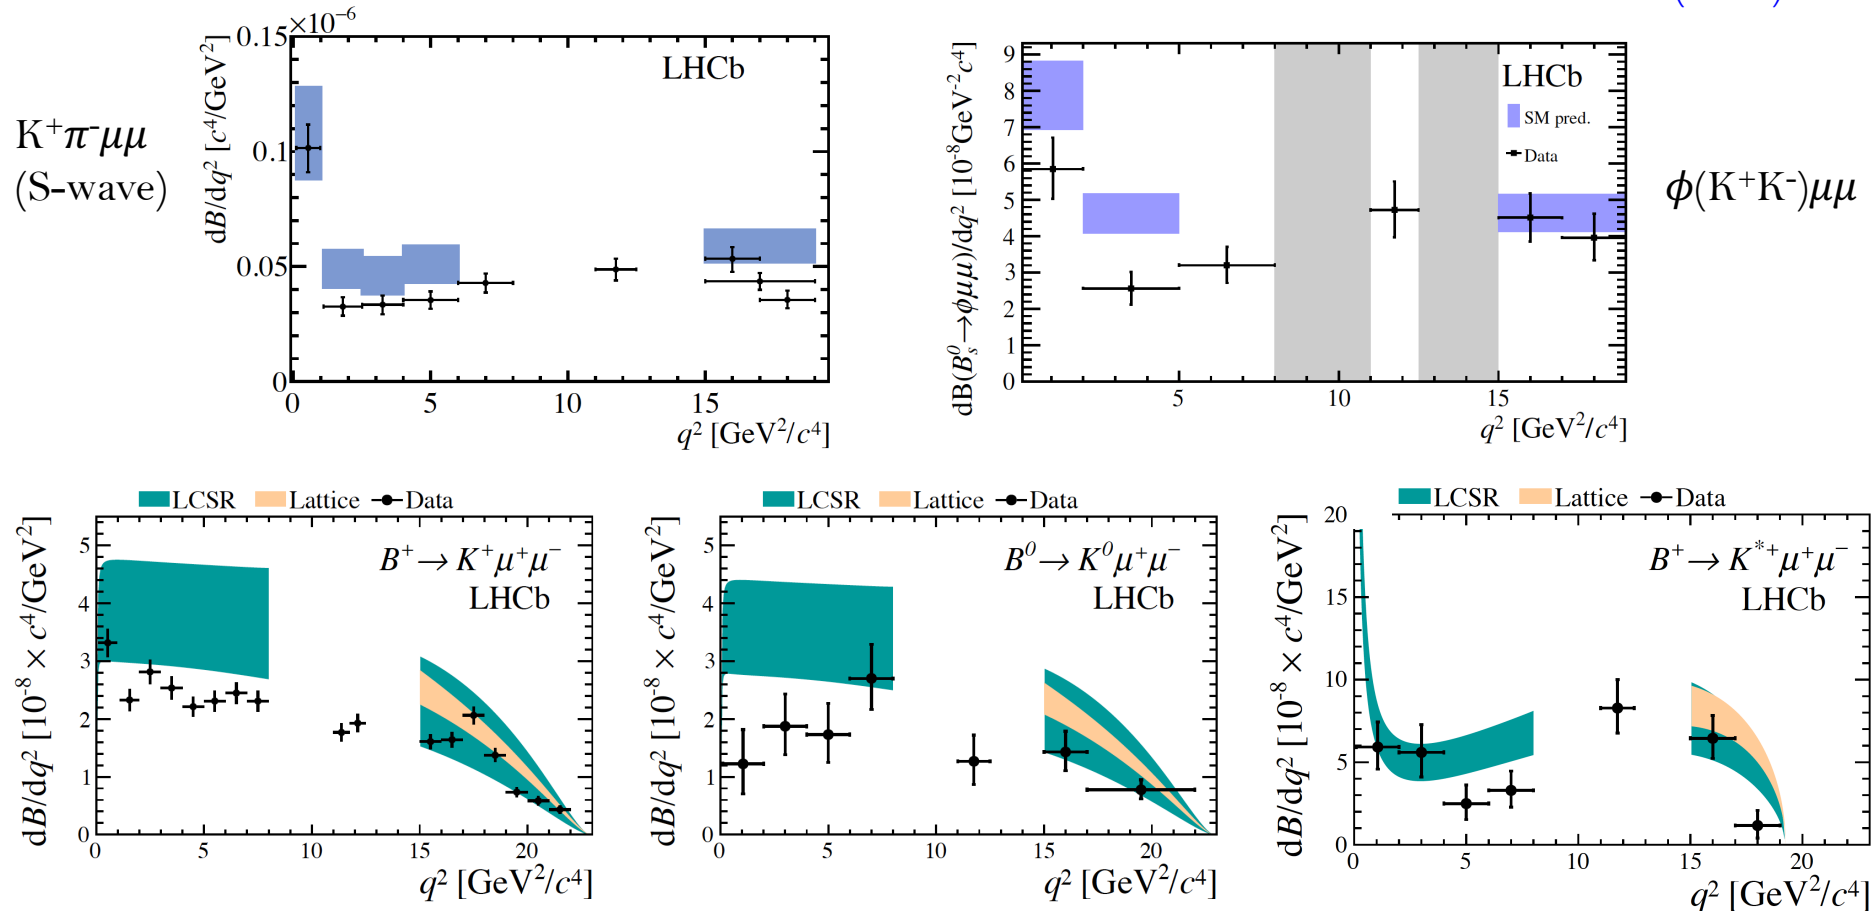 K⁺π⁻μμ
(S-wave)
×10⁻⁶
0.15
0.1
0.05
0
dB/dq² [c⁴/GeV²]
LHCb
0 5 10 15
q² [GeV²/c⁴]
9
8
7
6
5
4
3
2
1
0
dB(B⁰ₛ→ϕμμ)/dq² [10⁻⁸GeV⁻²c⁴]
LHCb
SM pred.
Data
5 10 15
q² [GeV²/c⁴]
ϕ(K⁺K⁻)μμ
LCSR Lattice Data
5
4
3
2
1
0
dB/dq² [10⁻⁸ × c⁴/GeV²]
B⁺→ K⁺μ⁺μ⁻
LHCb
0 5 10 15 20
q² [GeV²/c⁴]
LCSR Lattice Data
5
4
3
2
1
0
dB/dq² [10⁻⁸ × c⁴/GeV²]
B⁰→ K⁰μ⁺μ⁻
LHCb
0 5 10 15 20
q² [GeV²/c⁴]
LCSR Lattice Data
20
15
10
5
0
dB/dq² [10⁻⁸ × c⁴/GeV²]
B⁺→ K*⁺μ⁺μ⁻
LHCb
0 5 10 15 20
q² [GeV²/c⁴]